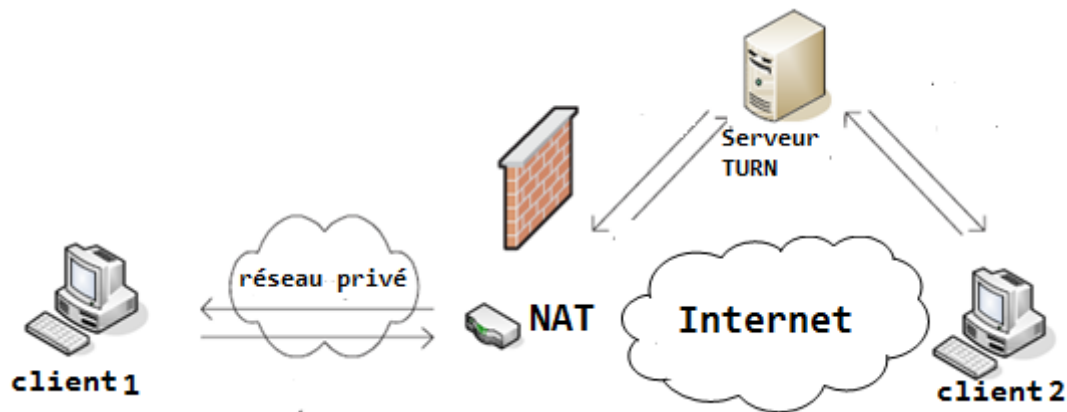 Serveur
TURN
réseau privé
NAT
Internet
client1
client2